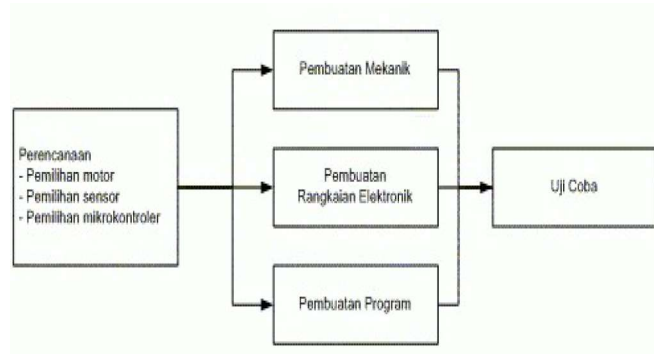 Perencanaan
- Pemilihan motor
- Pemilihan sensor
- Pemilihan mikrokontroler
Pembuatan Mekanik
Pembuatan
Rangkaian Elektronik
Pembuatan Program
Uji Coba